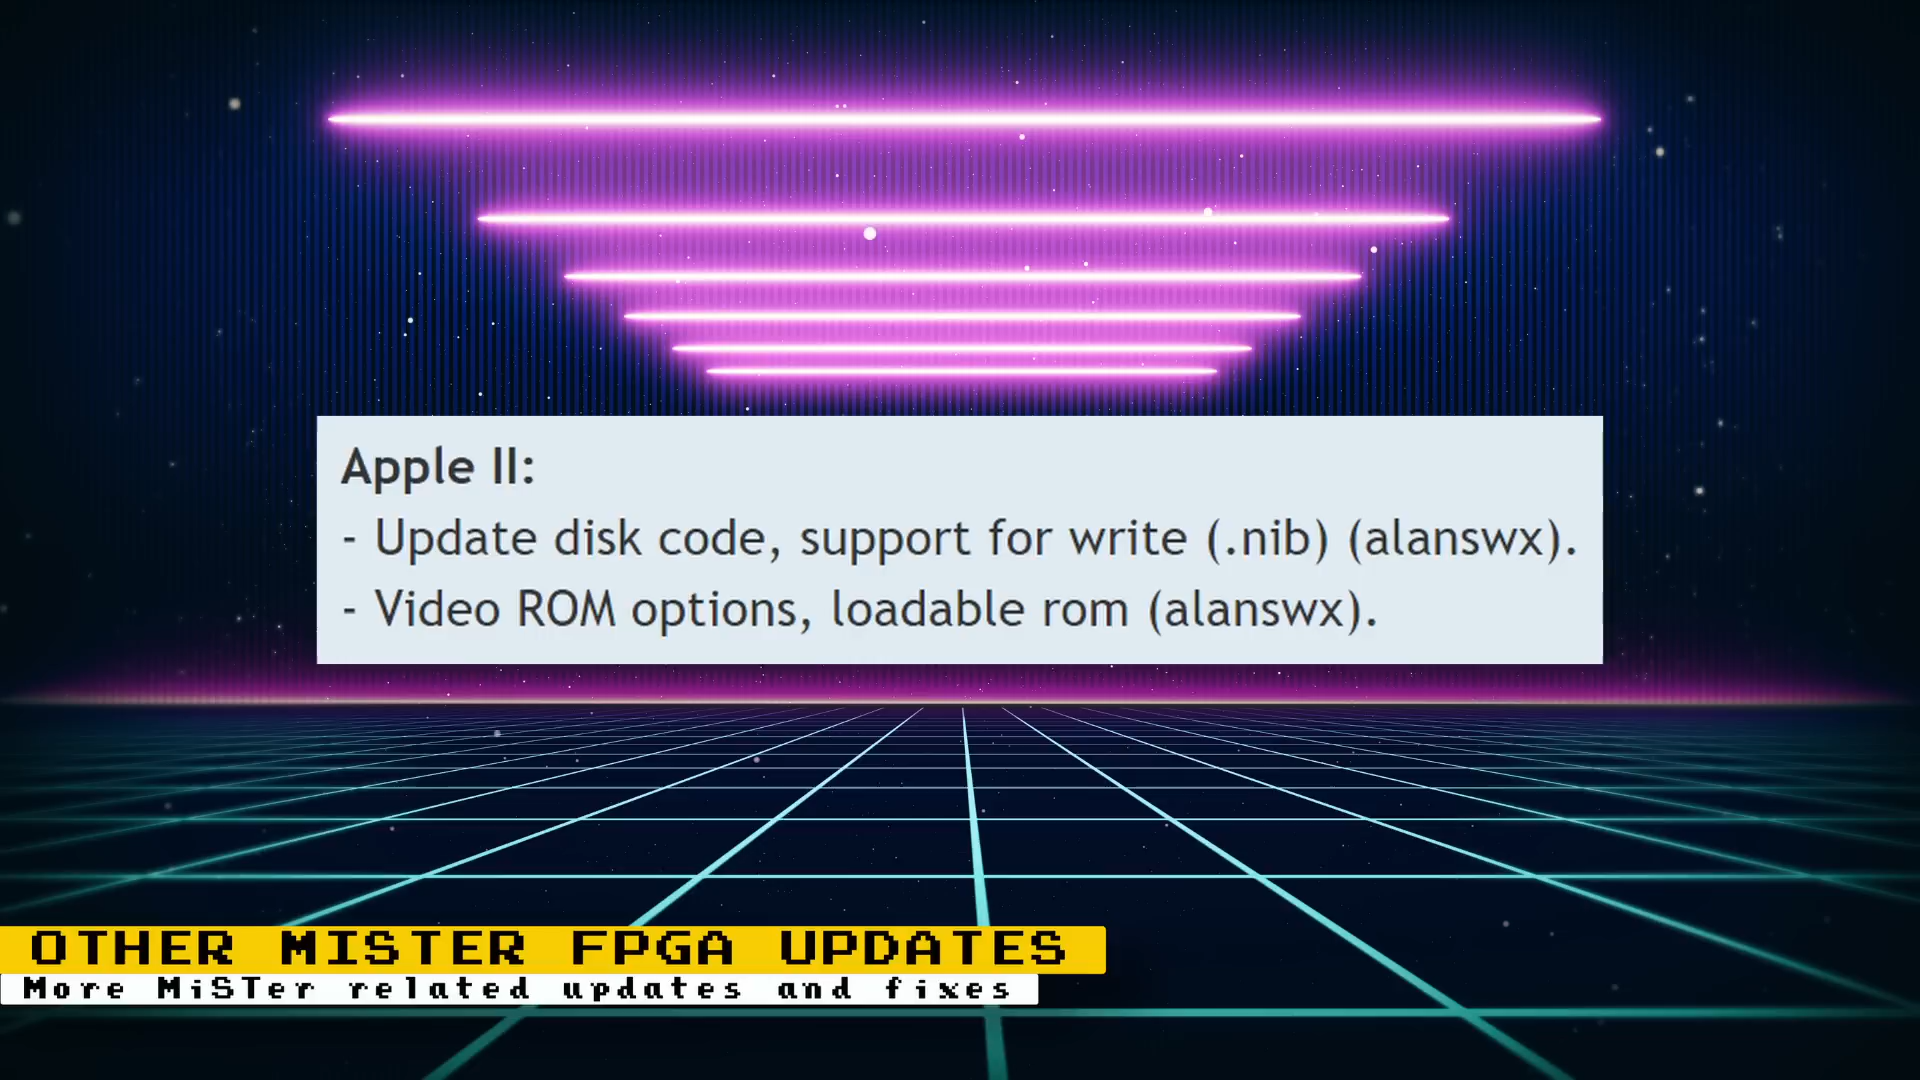 Apple II:
- Update disk code, support for write (.nib) (alanswx).
- Video ROM options, loadable rom (alanswx).
OTHER MISTER FPGA UPDATES
More MiSTer related updates and fixes